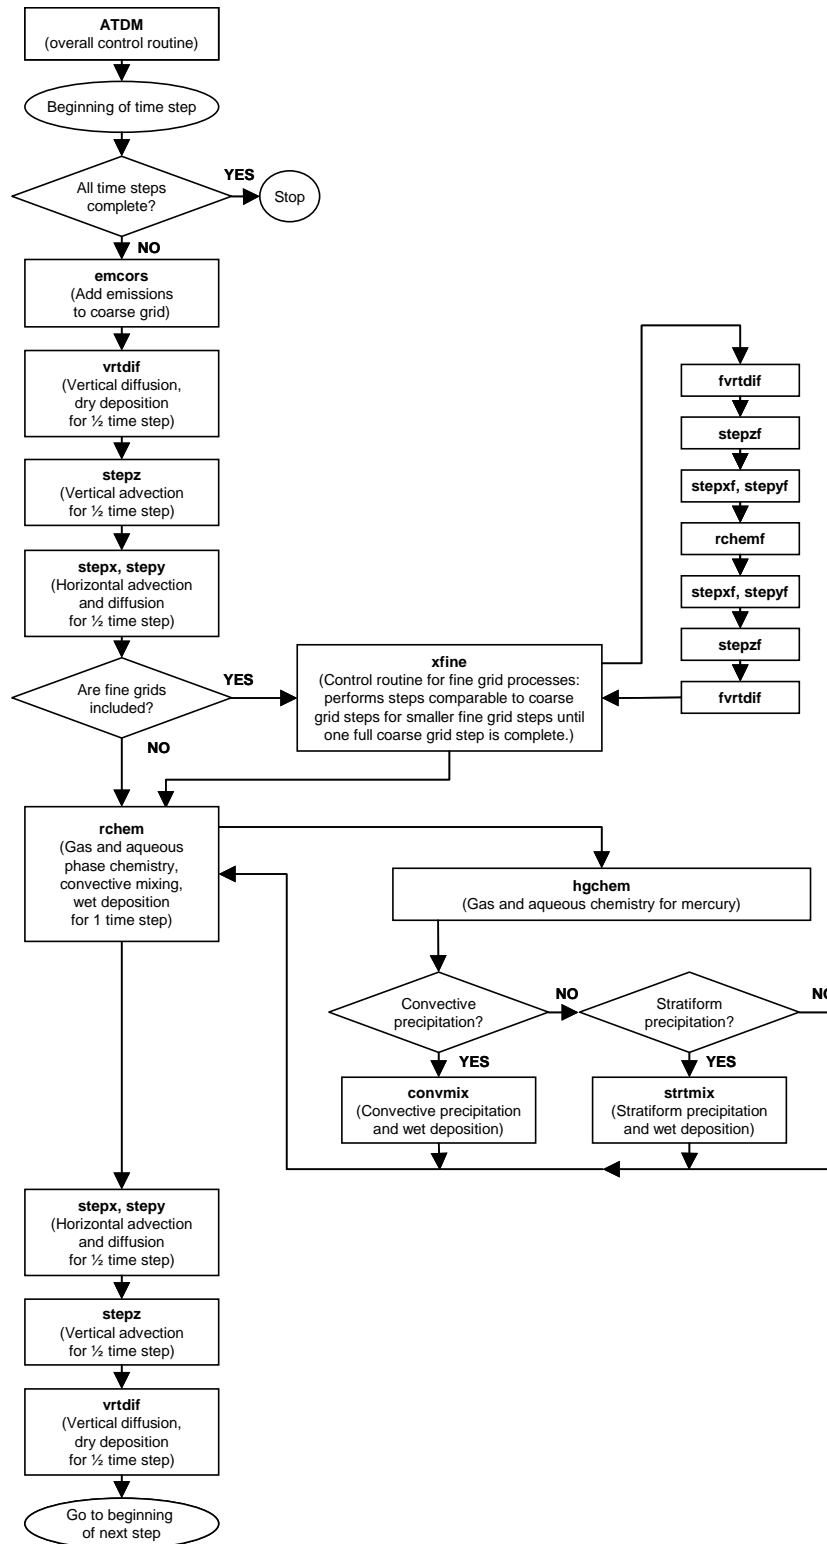 ATDM
(overall control routine)
Beginning of time step
All time steps
complete?
YES
Stop
NO
emcors
(Add emissions
to coarse grid)
vrtdif
(Vertical diffusion,
dry deposition
for ½ time step)
stepz
(Vertical advection
for ½ time step)
stepx, stepy
(Horizontal advection
and diffusion
for ½ time step)
Are fine grids
included?
YES
NO
xfine
(Control routine for fine grid processes:
performs steps comparable to coarse
grid steps for smaller fine grid steps until
one full coarse grid step is complete.)
fvrtdif
stepzf
stepxf, stepyf
rchemf
stepxf, stepyf
stepzf
fvrtdif
rchem
(Gas and aqueous
phase chemistry,
convective mixing,
wet deposition
for 1 time step)
hgchem
(Gas and aqueous chemistry for mercury)
Convective
precipitation?
NO
YES
Stratiform
precipitation?
NO
YES
convmix
(Convective precipitation
and wet deposition)
strtmix
(Stratiform precipitation
and wet deposition)
stepx, stepy
(Horizontal advection
and diffusion
for ½ time step)
stepz
(Vertical advection
for ½ time step)
vrtdif
(Vertical diffusion,
dry deposition
for ½ time step)
Go to beginning
of next step